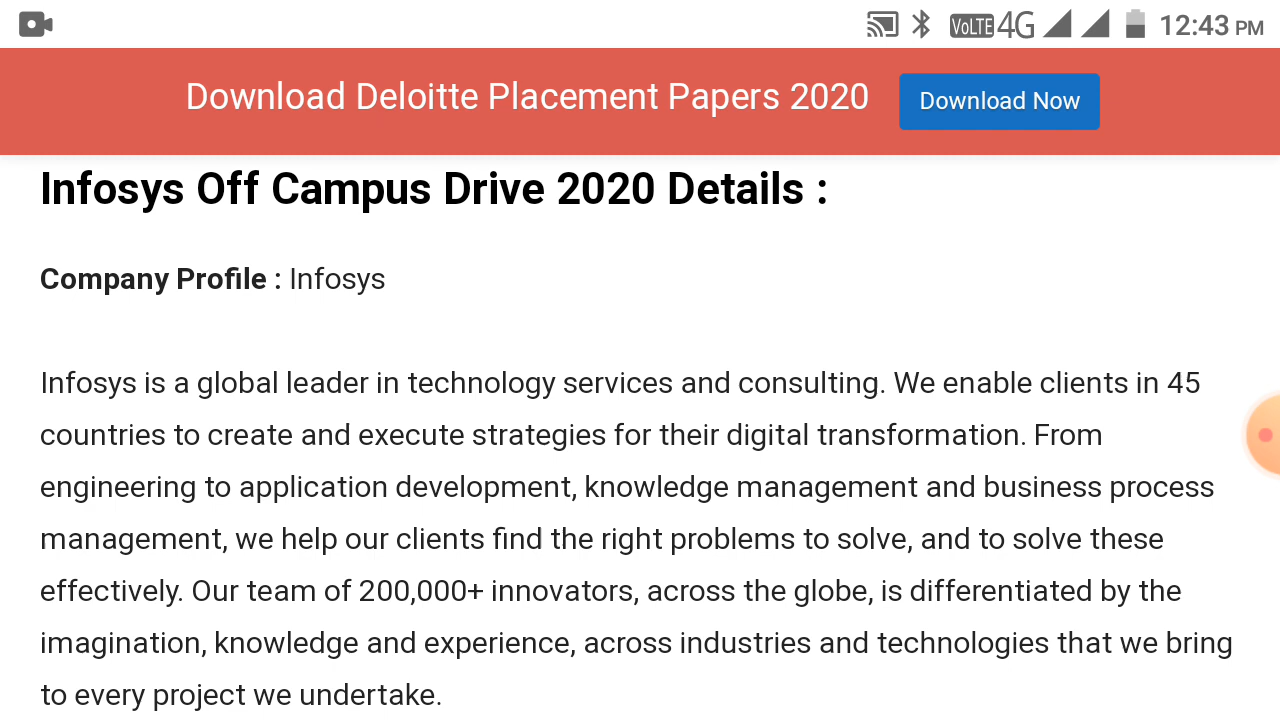 VoLTE 4G 12:43 PM
Download Deloitte Placement Papers 2020 Download Now
Infosys Off Campus Drive 2020 Details :
Company Profile : Infosys
Infosys is a global leader in technology services and consulting. We enable clients in 45
countries to create and execute strategies for their digital transformation. From
engineering to application development, knowledge management and business process
management, we help our clients find the right problems to solve, and to solve these
effectively. Our team of 200,000+ innovators, across the globe, is differentiated by the
imagination, knowledge and experience, across industries and technologies that we bring
to every project we undertake.